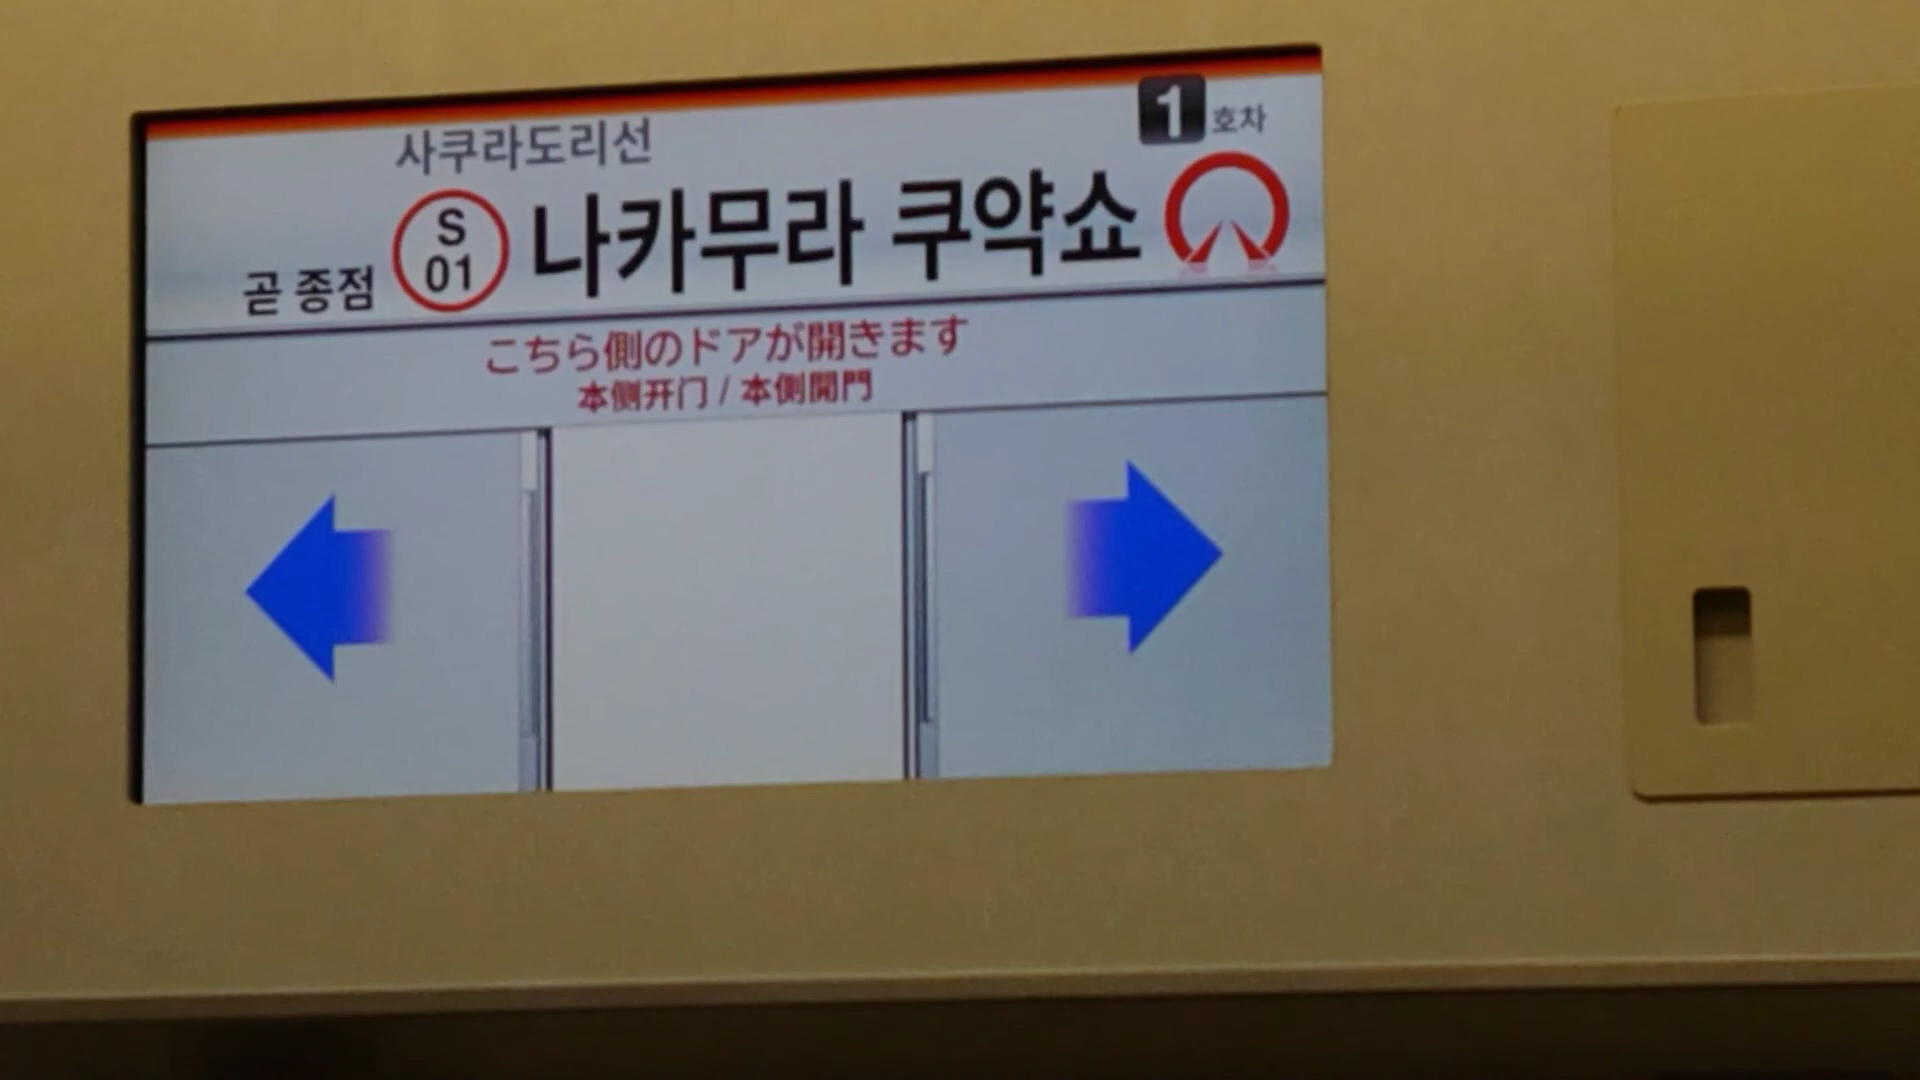 1 호차
사쿠라도리선
곧 종점 S 01 나카무라 쿠약쇼
こちら側のドアが開きます
本侧开门 / 本側開門